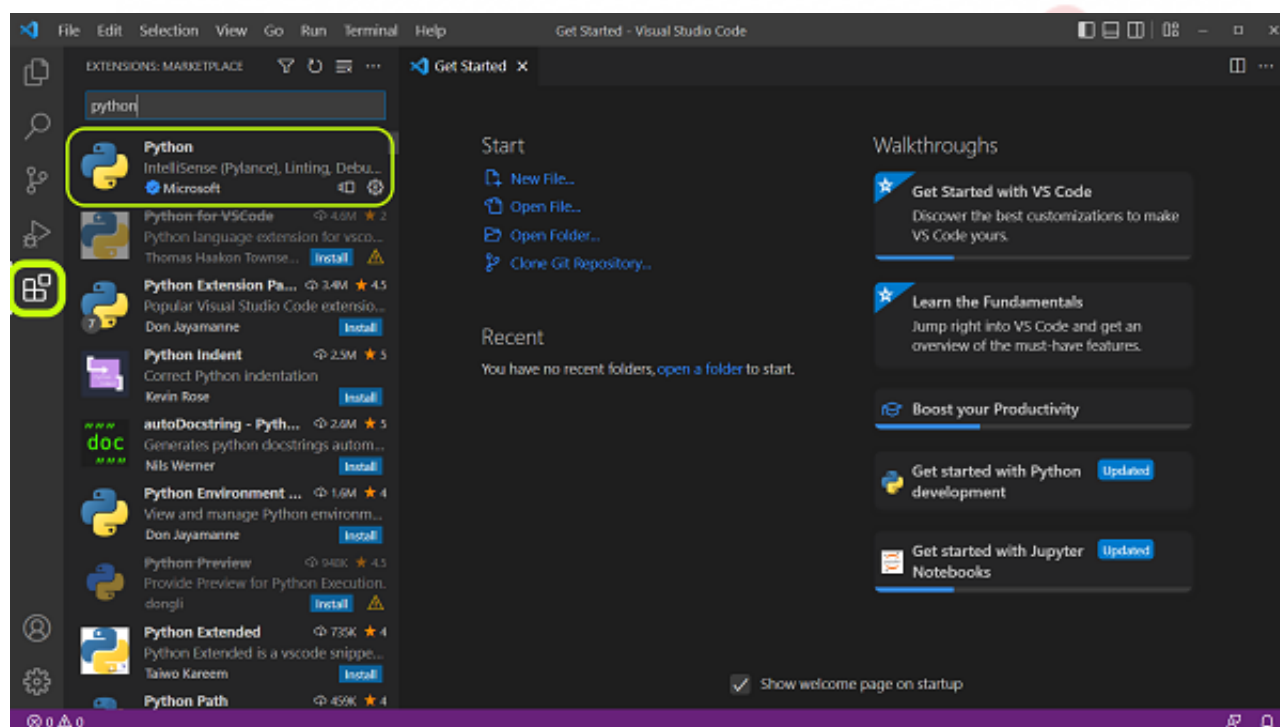 File Edit Selection View Go Run Terminal Help
Get Started - Visual Studio Code
EXTENSIONS: MARKETPLACE
python
Python
IntelliSense (Pylance), Linting, Debu...
Microsoft
Python for VSCode 4.6M 2
Python language extension for vsco...
Thomas Haakon Townse... Install
Python Extension Pa... 3.4M 4.5
Popular Visual Studio Code extensio...
7
Don Jayamanne Install
Python Indent 2.5M 5
Correct Python indentation
Kevin Rose Install
autoDocstring - Pyth... 2.6M 5
doc
Generates python docstrings autom...
Nils Werner Install
Python Environment ... 1.6M 4
View and manage Python environm...
Don Jayamanne Install
Python Preview 940K 4.5
Provide Preview for Python Execution.
dongli Install
Python Extended 735K 4
Python Extended is a vscode snippe...
Taiwo Kareem Install
Python Path 459K 4
Get Started
Start
New File...
Open File...
Open Folder...
Clone Git Repository...
Recent
You have no recent folders, open a folder to start.
Walkthroughs
Get Started with VS Code
Discover the best customizations to make
VS Code yours.
Learn the Fundamentals
Jump right into VS Code and get an
overview of the must-have features.
Boost your Productivity
Get started with Python Updated
development
Get started with Jupyter Updated
Notebooks
Show welcome page on startup
0 0